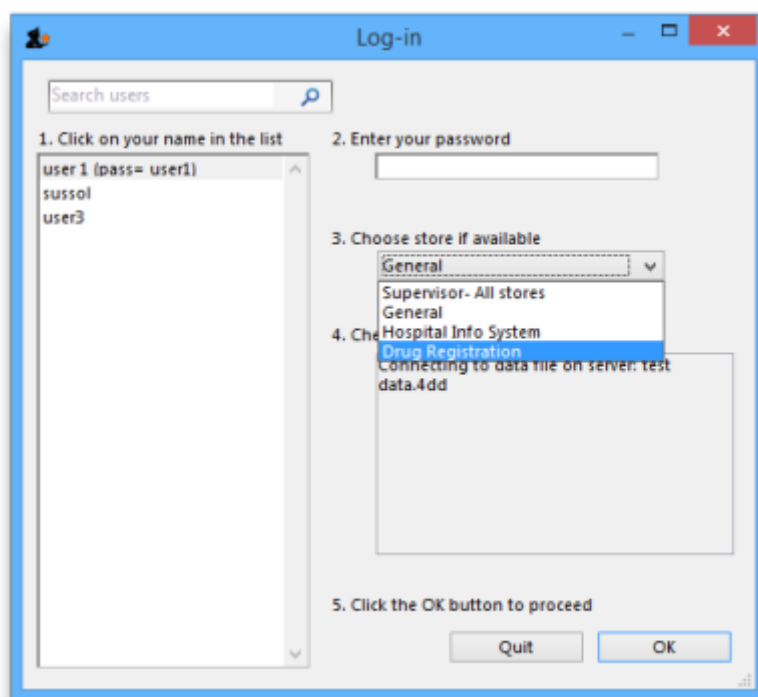 Log-in
Search users
1. Click on your name in the list
user 1 (pass= user1)
sussol
user3
2. Enter your password
3. Choose store if available
General
Supervisor- All stores
General
Hospital Info System
Drug Registration
4. Che
Connecting to data file on server: test
data.4dd
5. Click the OK button to proceed
Quit
OK